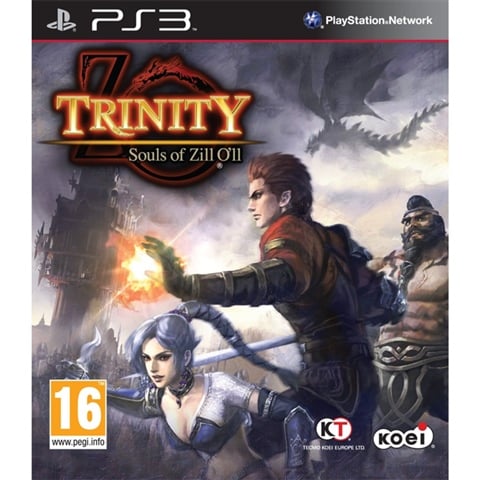 PS3
PlayStation®Network
TRINITY
Souls of Zill O'll
®
16
www.pegi.info
KT
TECMO KOEI EUROPE LTD.
KOEI